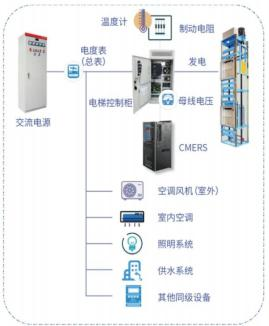 温度计
制动电阻
电度表
(总表)
发电
电梯控制柜
母线电压
交流电源
CMERS
空调风机(室外)
室内空调
照明系统
供水系统
其他同级设备